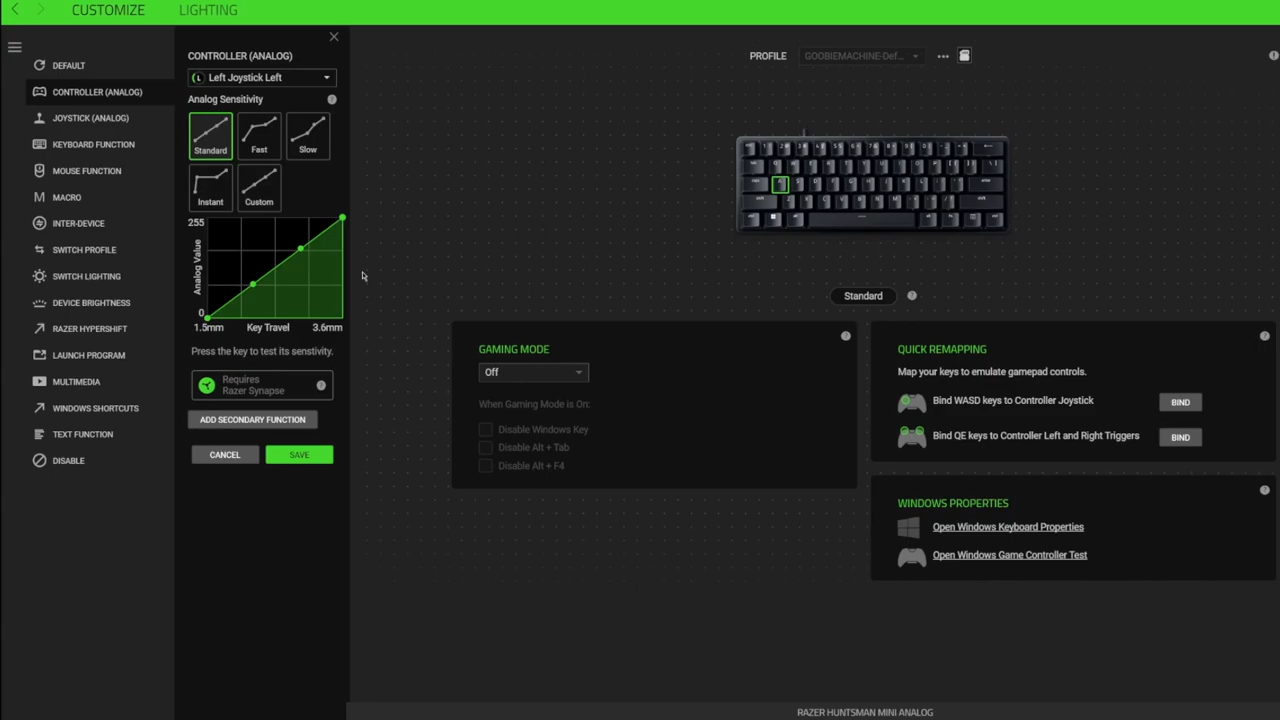 CUSTOMIZE
LIGHTING
DEFAULT
CONTROLLER (ANALOG)
JOYSTICK (ANALOG)
KEYBOARD FUNCTION
MOUSE FUNCTION
MACRO
INTER-DEVICE
SWITCH PROFILE
SWITCH LIGHTING
DEVICE BRIGHTNESS
RAZER HYPERSHIFT
LAUNCH PROGRAM
MULTIMEDIA
WINDOWS SHORTCUTS
TEXT FUNCTION
DISABLE
CONTROLLER (ANALOG)
L Left Joystick Left
Analog Sensitivity ?
Standard
Fast
Slow
Instant
Custom
255
Analog Value
0
1.5mm Key Travel 3.6mm
Press the key to test its senstivity.
Requires
Razer Synapse
ADD SECONDARY FUNCTION
CANCEL
SAVE
PROFILE
GOOBIEMACHINE-Def...
Standard
GAMING MODE
Off
When Gaming Mode is On:
Disable Windows Key
Disable Alt + Tab
Disable Alt + F4
QUICK REMAPPING
Map your keys to emulate gamepad controls.
Bind WASD keys to Controller Joystick
BIND
Bind QE keys to Controller Left and Right Triggers
BIND
WINDOWS PROPERTIES
Open Windows Keyboard Properties
Open Windows Game Controller Test
RAZER HUNTSMAN MINI ANALOG